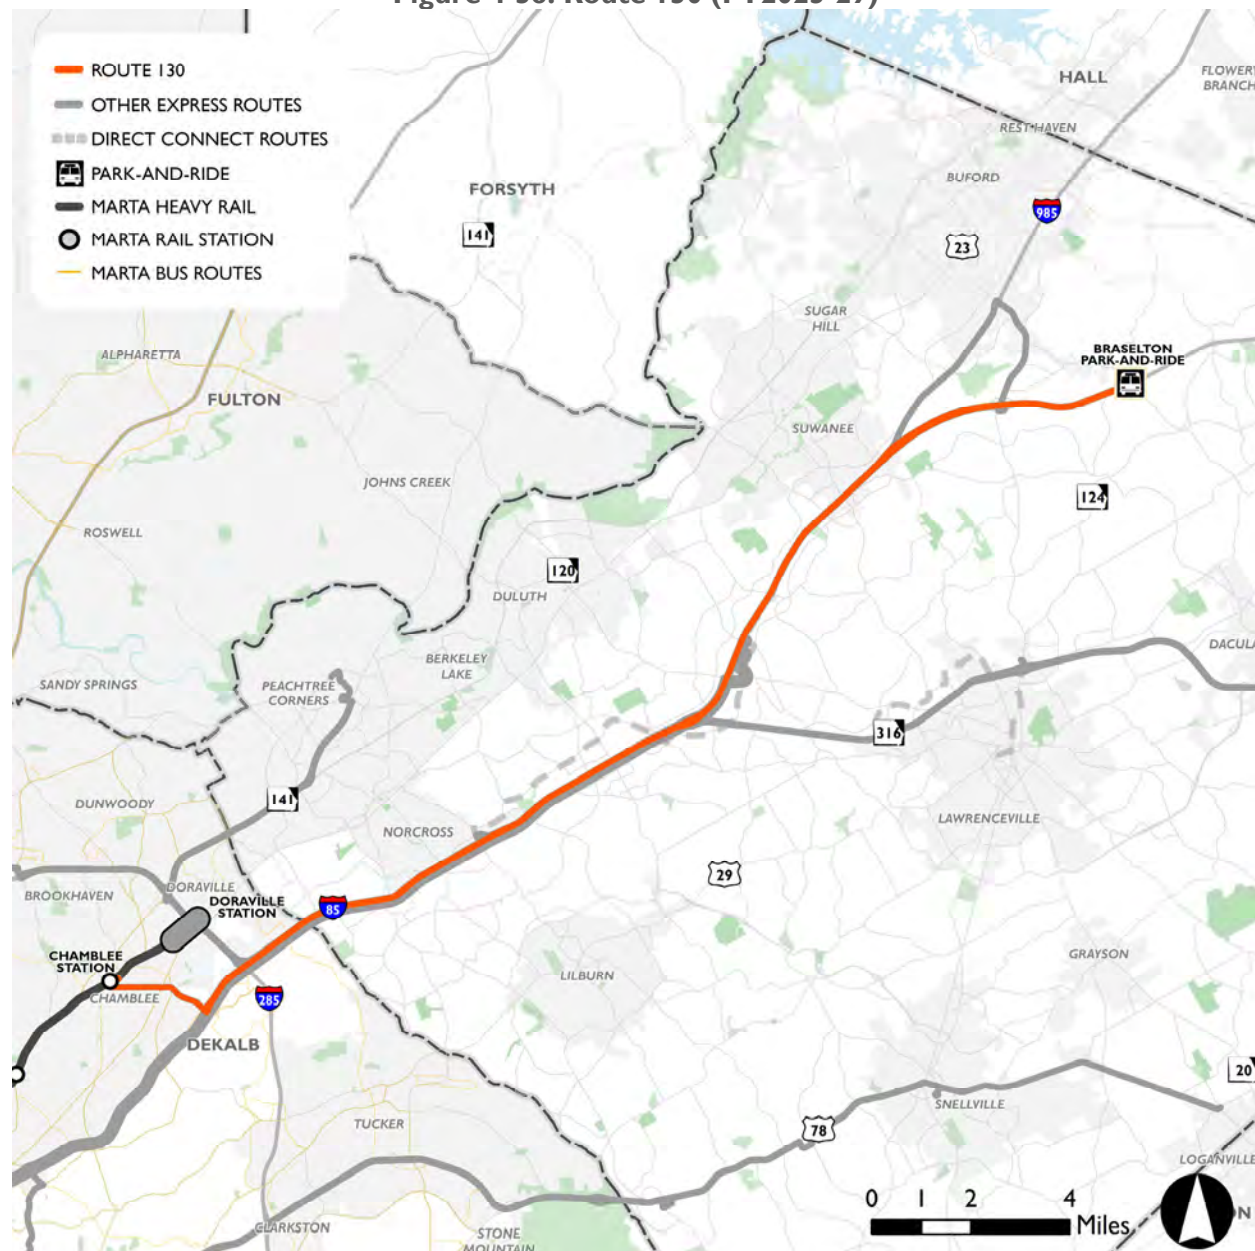 ROUTE 130
OTHER EXPRESS ROUTES
DIRECT CONNECT ROUTES
PARK-AND-RIDE
MARTA HEAVY RAIL
MARTA RAIL STATION
MARTA BUS ROUTES
HALL
FLOWERY
BRANCH
REST HAVEN
BUFORD
FORSYTH
141
985
23
SUGAR
HILL
BRASELTON
PARK-AND-RIDE
ALPHARETTA
FULTON
SUWANEE
JOHNS CREEK
124
ROSWELL
120
DULUTH
BERKELEY
LAKE
DACULA
SANDY SPRINGS
PEACHTREE
CORNERS
316
DUNWOODY
141
NORCROSS
LAWRENCEVILLE
29
BROOKHAVEN
DORAVILLE
DORAVILLE
STATION
85
CHAMBLEE
STATION
CHAMBLEE
285
LILBURN
GRAYSON
DEKALB
20
TUCKER
SNELLVILLE
78
LOGANVILLE
CLARKSTON
STONE
MOUNTAIN
0 1 2 4
Miles
ON